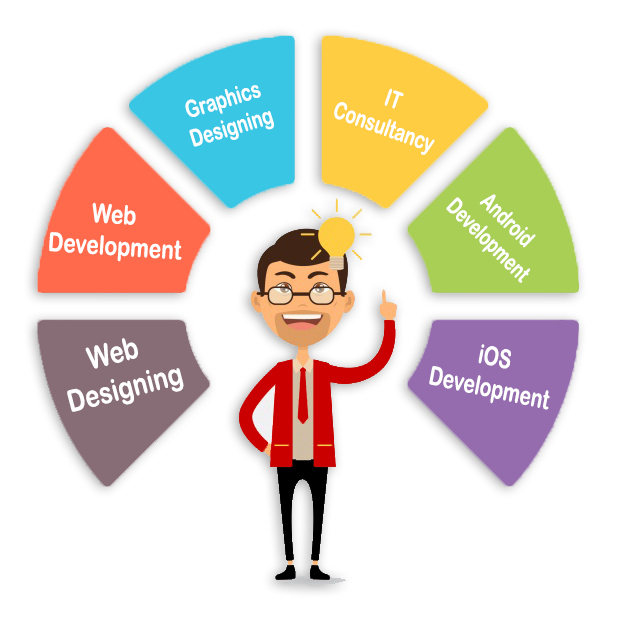 Graphics
Designing
IT
Consultancy
Web
Development
Android
Development
Web
Designing
iOS
Development